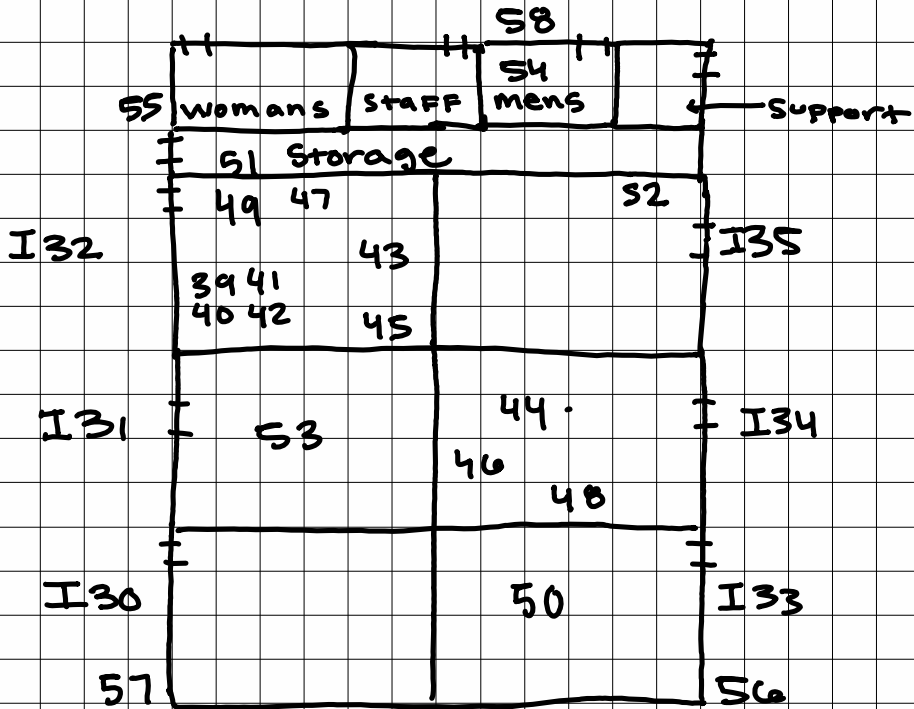 58
54
55 womans staff mens support
51 storage
49 47 52
I32 43 I35
39 41
40 42 45
I31 53 44 . I34
46
48
I30 50 I33
57 56